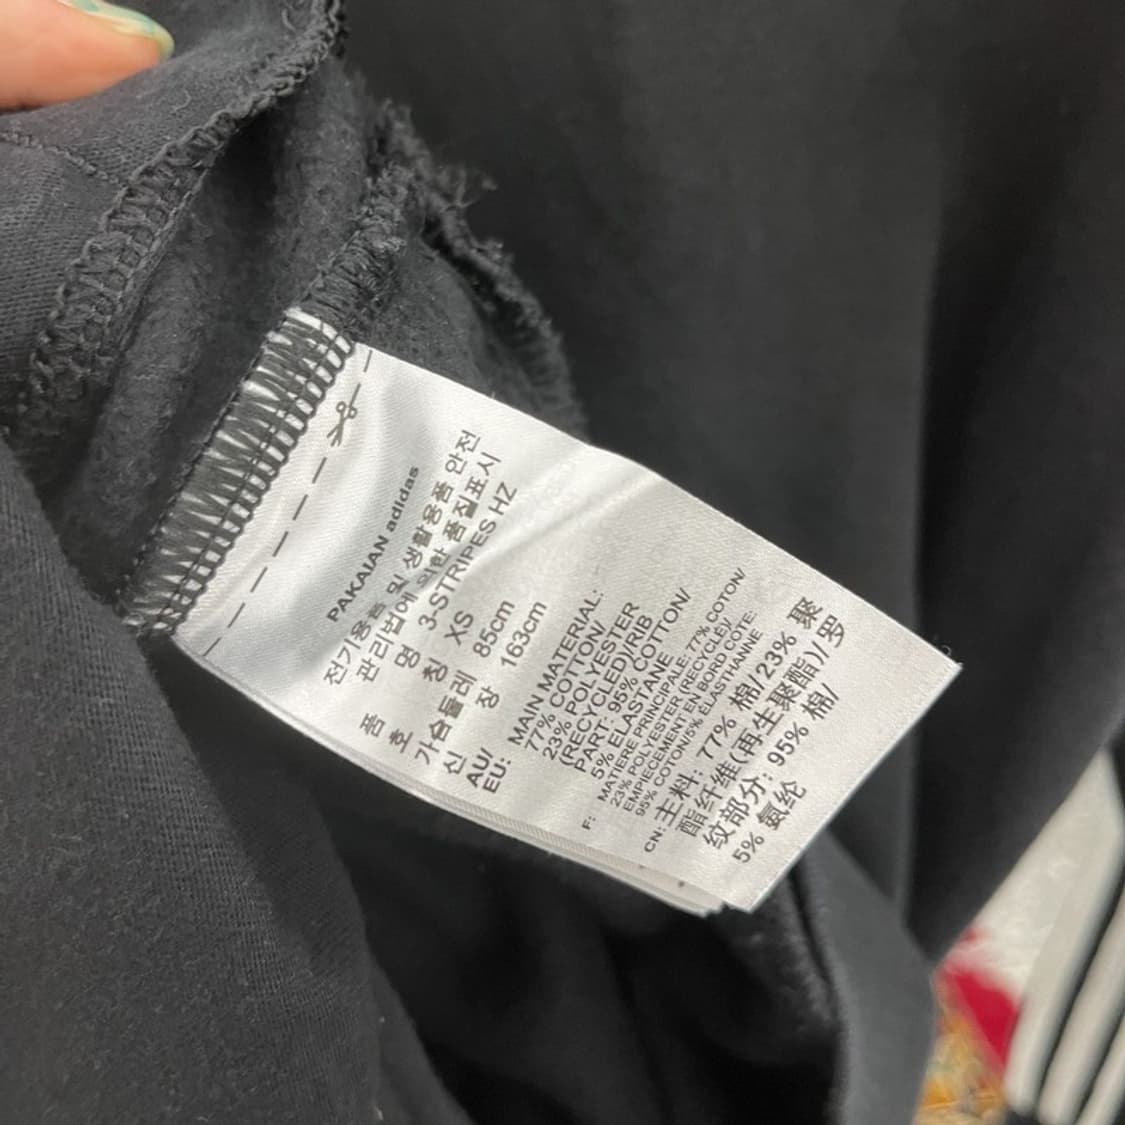 PAKAIAN adidas
전기용품 및 생활용품 안전
관리법에 의한 품질표시
품 명 3-STRIPES HZ
호 칭 XS
가슴둘레 85cm
신 장 163cm
AU/
EU:
MAIN MATERIAL:
77% COTTON/
23% POLYESTER
(RECYCLED)/RIB
PART: 95% COTTON/
5% ELASTANE
F: MATIERE PRINCIPALE: 77% COTON/
23% POLYESTER (RECYCLÉ)/
EMPIECEMENT EN BORD COTE:
95% COTON/5% ELASTHANNE
CN: 主料: 77% 棉/23% 聚
酯纤维(再生聚酯)/罗
纹部分: 95% 棉/
5% 氨纶